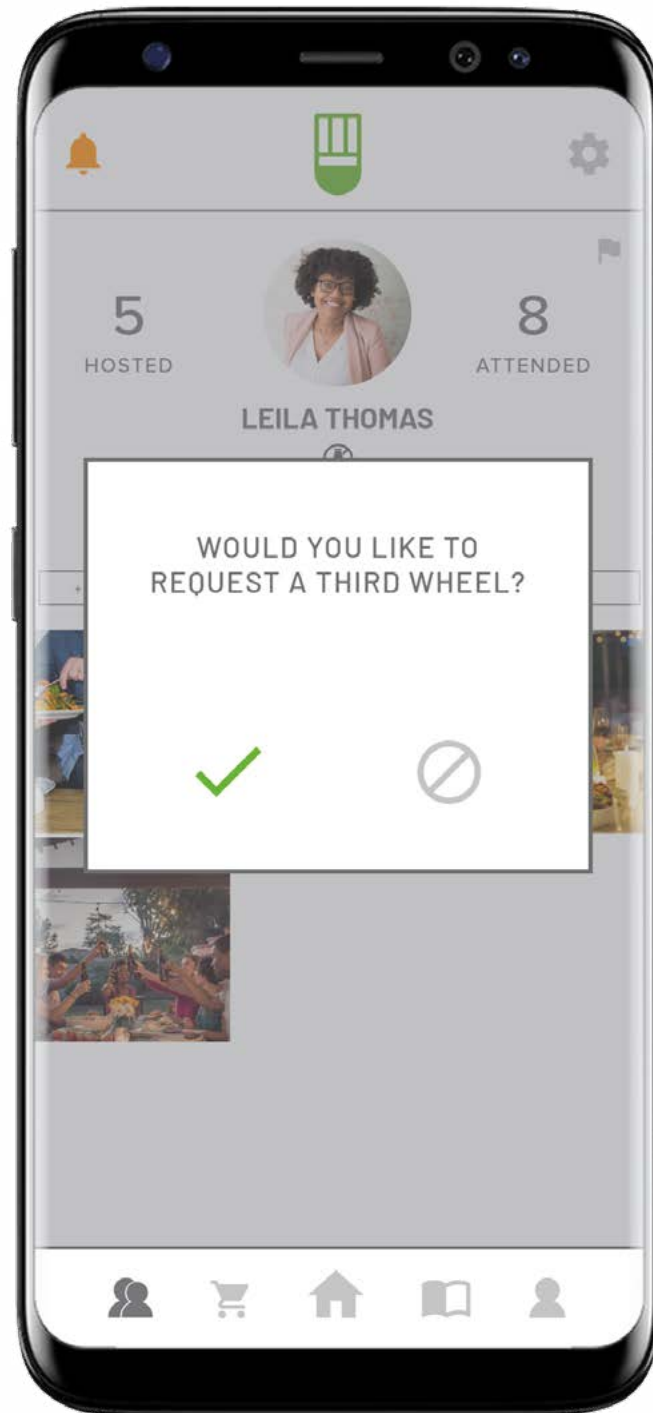 5
8
HOSTED
ATTENDED
LEILA THOMAS
WOULD YOU LIKE TO
REQUEST A THIRD WHEEL?
+